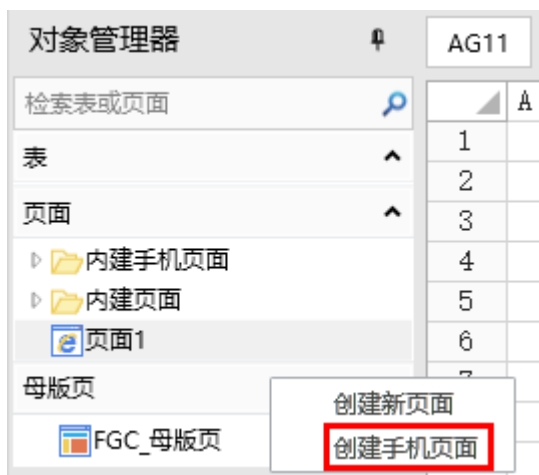 对象管理器
AG11
检索表或页面
A
表
1
2
页面
3
内建手机页面
4
内建页面
5
页面1
6
母版页
创建新页面
FGC_母版页
创建手机页面